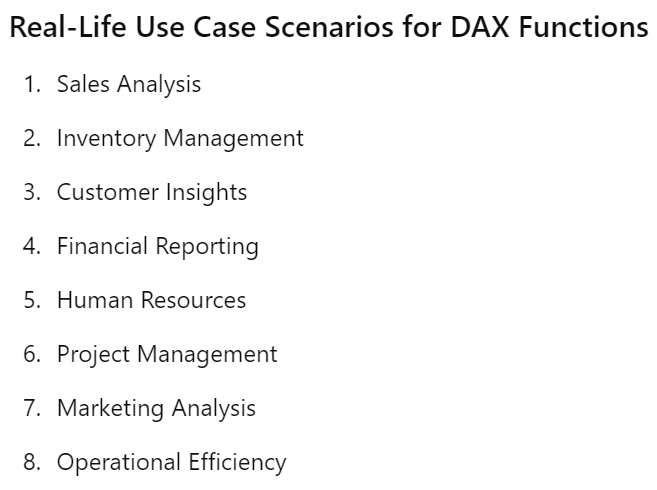 Real-Life Use Case Scenarios for DAX Functions
1. Sales Analysis
2. Inventory Management
3. Customer Insights
4. Financial Reporting
5. Human Resources
6. Project Management
7. Marketing Analysis
8. Operational Efficiency